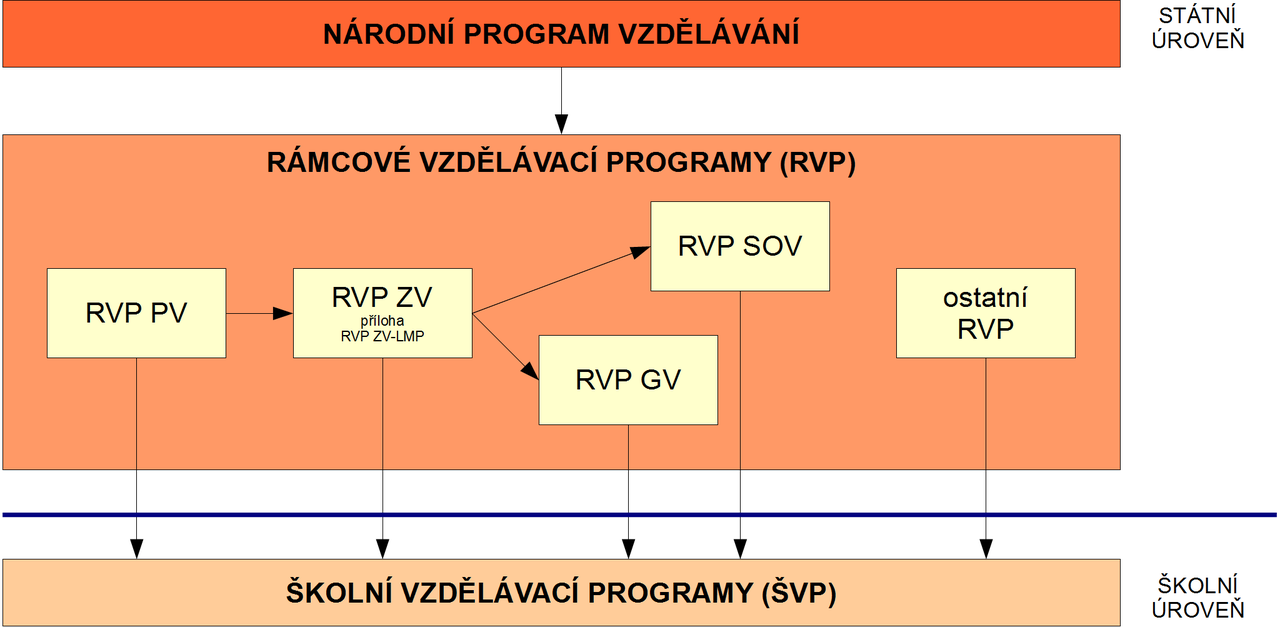 NÁRODNÍ PROGRAM VZDĚLÁVÁNÍ
STÁTNÍ
ÚROVEŇ
RÁMCOVÉ VZDĚLÁVACÍ PROGRAMY (RVP)
RVP PV
RVP ZV
příloha
RVP ZV-LMP
RVP SOV
RVP GV
ostatní
RVP
ŠKOLNÍ VZDĚLÁVACÍ PROGRAMY (ŠVP)
ŠKOLNÍ
ÚROVEŇ